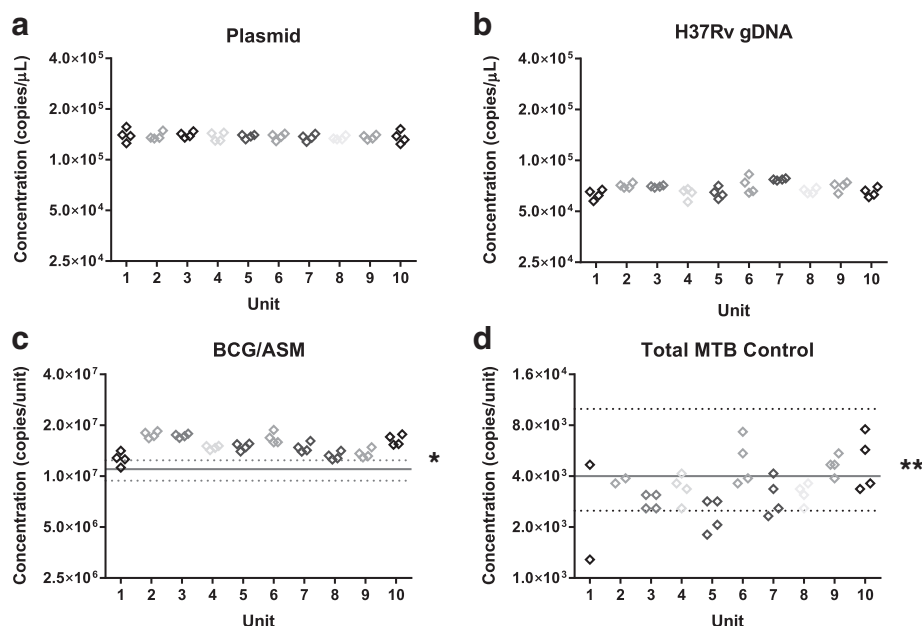 a
Plasmid
Concentration (copies/µL)
4.0×10⁵
2.0×10⁵
1.0×10⁵
5.0×10⁴
2.5×10⁴
1 2 3 4 5 6 7 8 9 10
Unit
b
H37Rv gDNA
Concentration (copies/µL)
4.0×10⁵
2.0×10⁵
1.0×10⁵
5.0×10⁴
2.5×10⁴
1 2 3 4 5 6 7 8 9 10
Unit
c
BCG/ASM
Concentration (copies/unit)
4.0×10⁷
2.0×10⁷
1.0×10⁷
5.0×10⁶
2.5×10⁶
1 2 3 4 5 6 7 8 9 10
Unit
*
d
Total MTB Control
Concentration (copies/unit)
1.6×10⁴
8.0×10³
4.0×10³
2.0×10³
1.0×10³
1 2 3 4 5 6 7 8 9 10
Unit
**